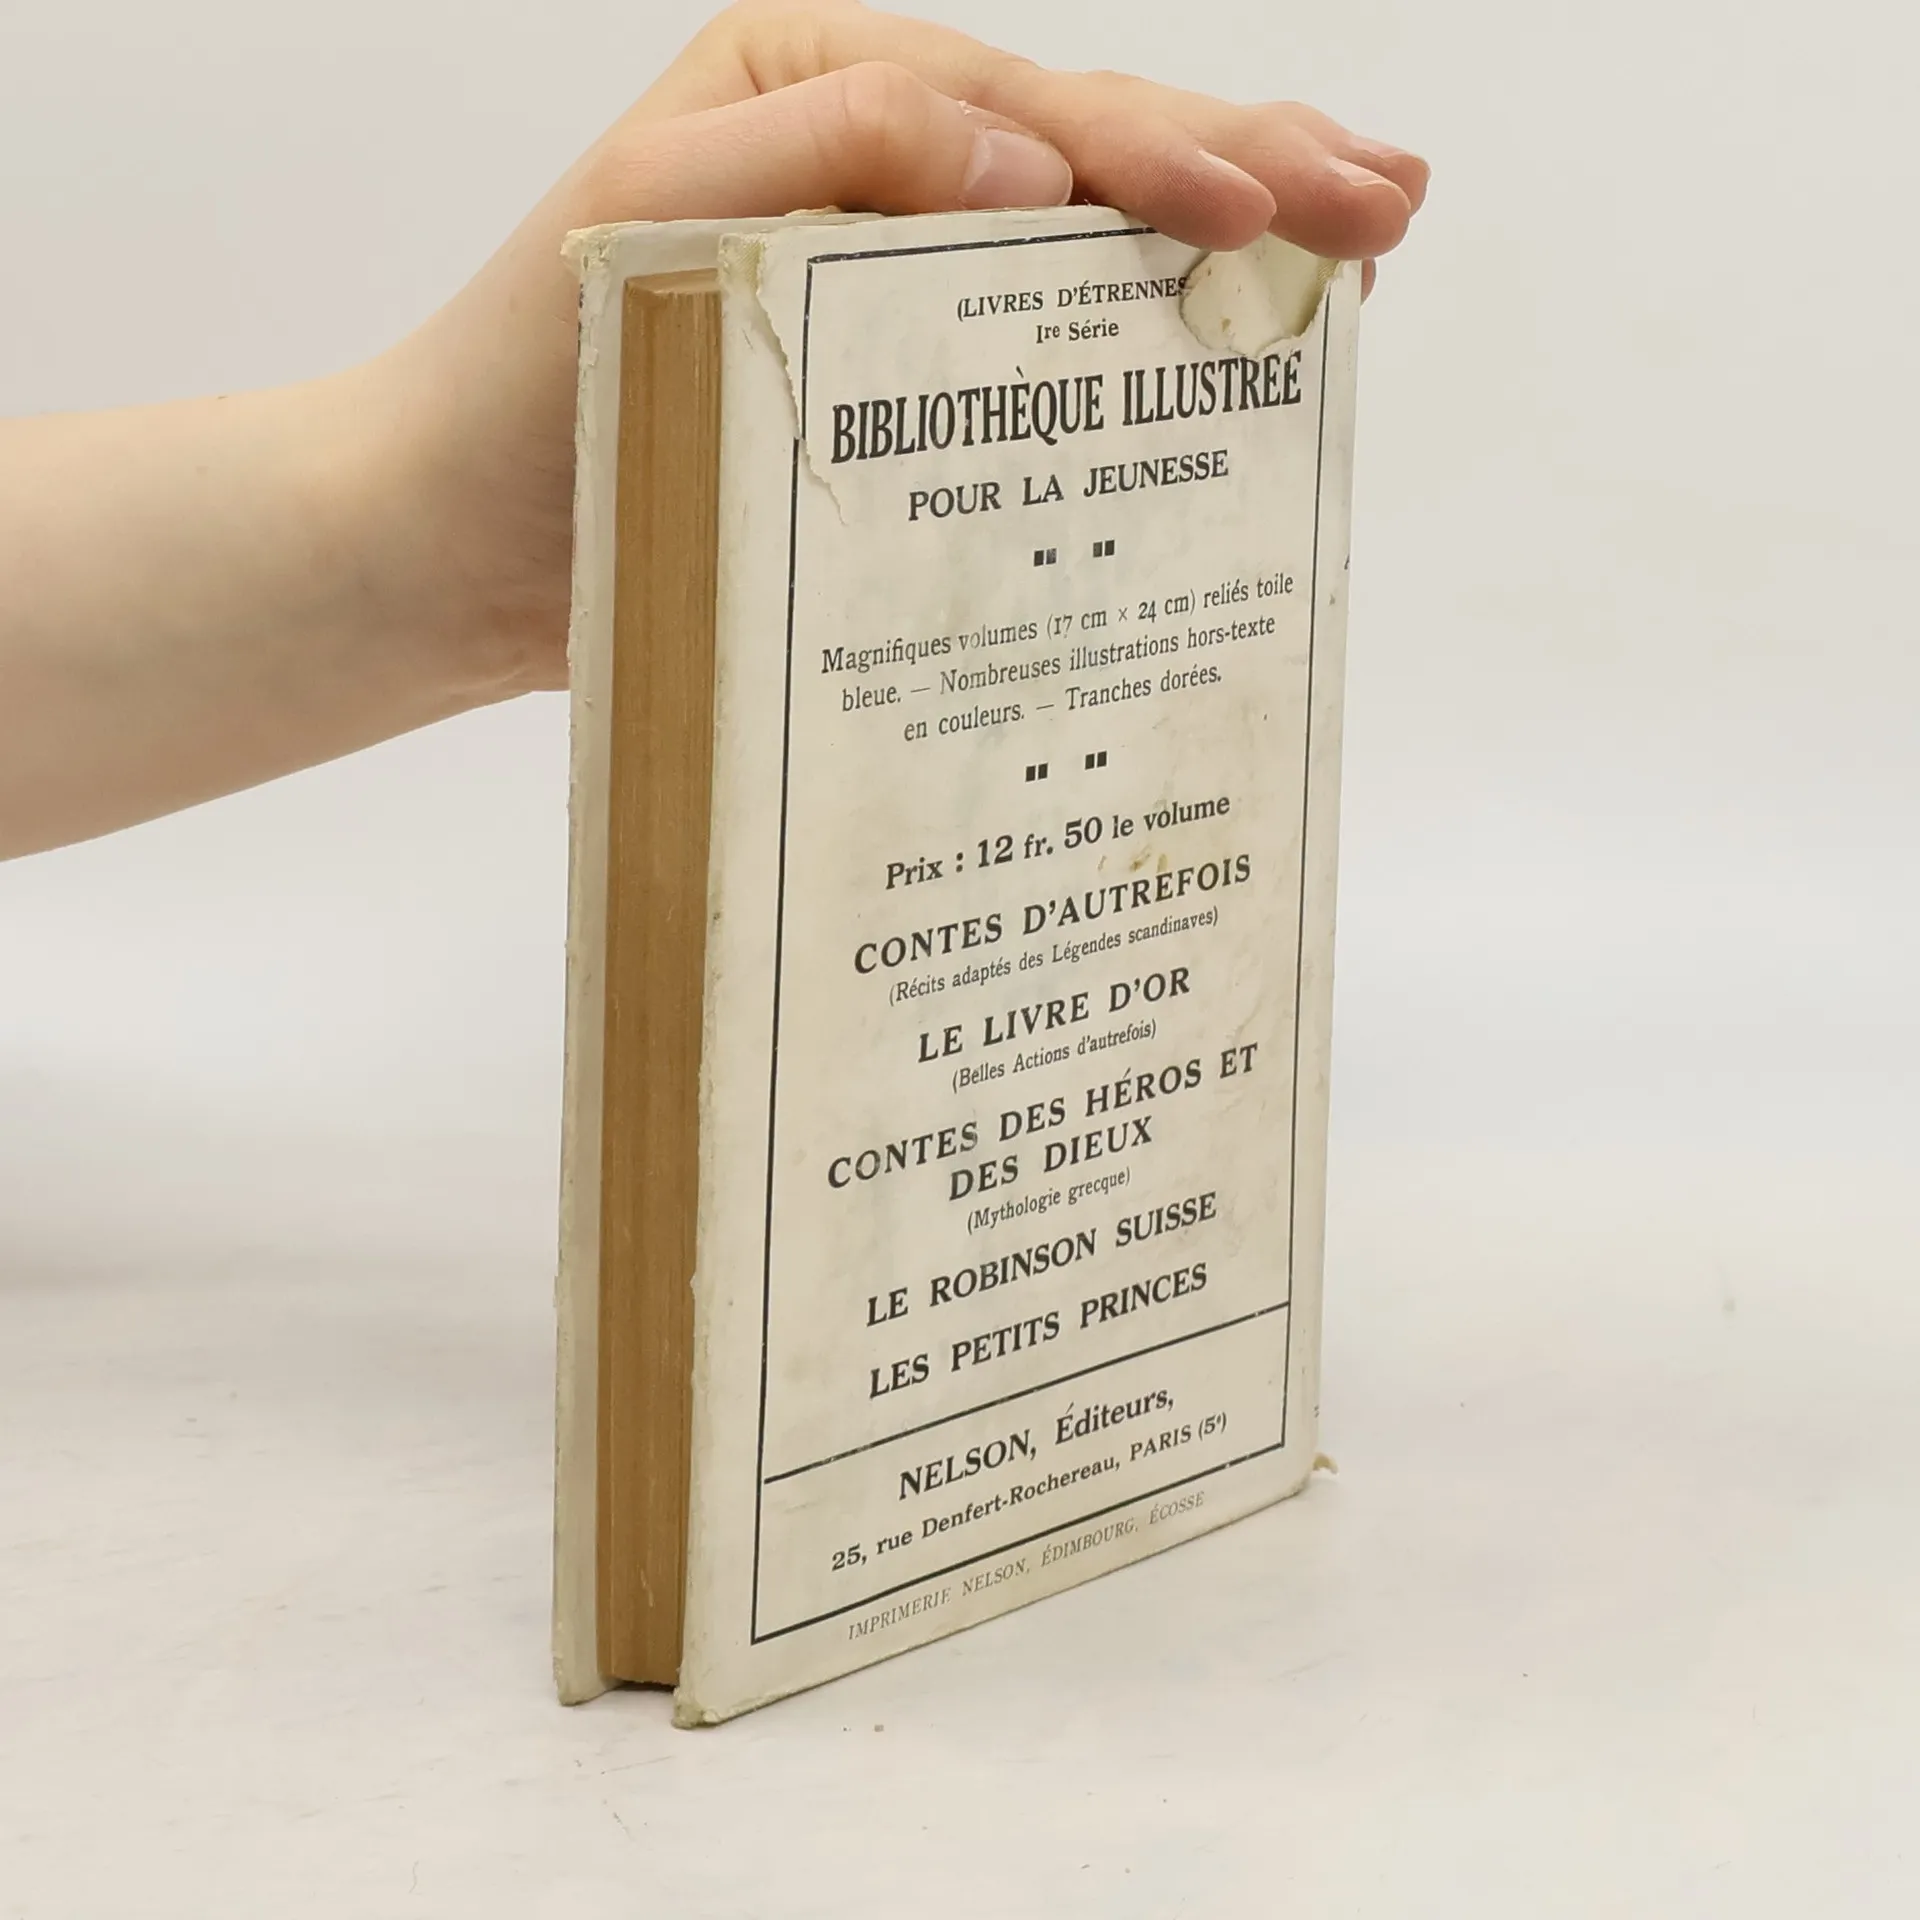 (LIVRES D'ÉTRENNES
Ire Série
BIBLIOTHÈQUE ILLUSTRÉE
POUR LA JEUNESSE
Magnifiques volumes (17 cm × 24 cm) reliés toile
bleue. — Nombreuses illustrations hors-texte
en couleurs. — Tranches dorées.
Prix : 12 fr. 50 le volume
CONTES D'AUTREFOIS
(Récits adaptés des Légendes scandinaves)
LE LIVRE D'OR
(Belles Actions d'autrefois)
CONTES DES HÉROS ET
DES DIEUX
(Mythologie grecque)
LE ROBINSON SUISSE
LES PETITS PRINCES
NELSON, Éditeurs,
25, rue Denfert-Rochereau, PARIS (5e)
IMPRIMERIE NELSON, ÉDIMBOURG, ÉCOSSE